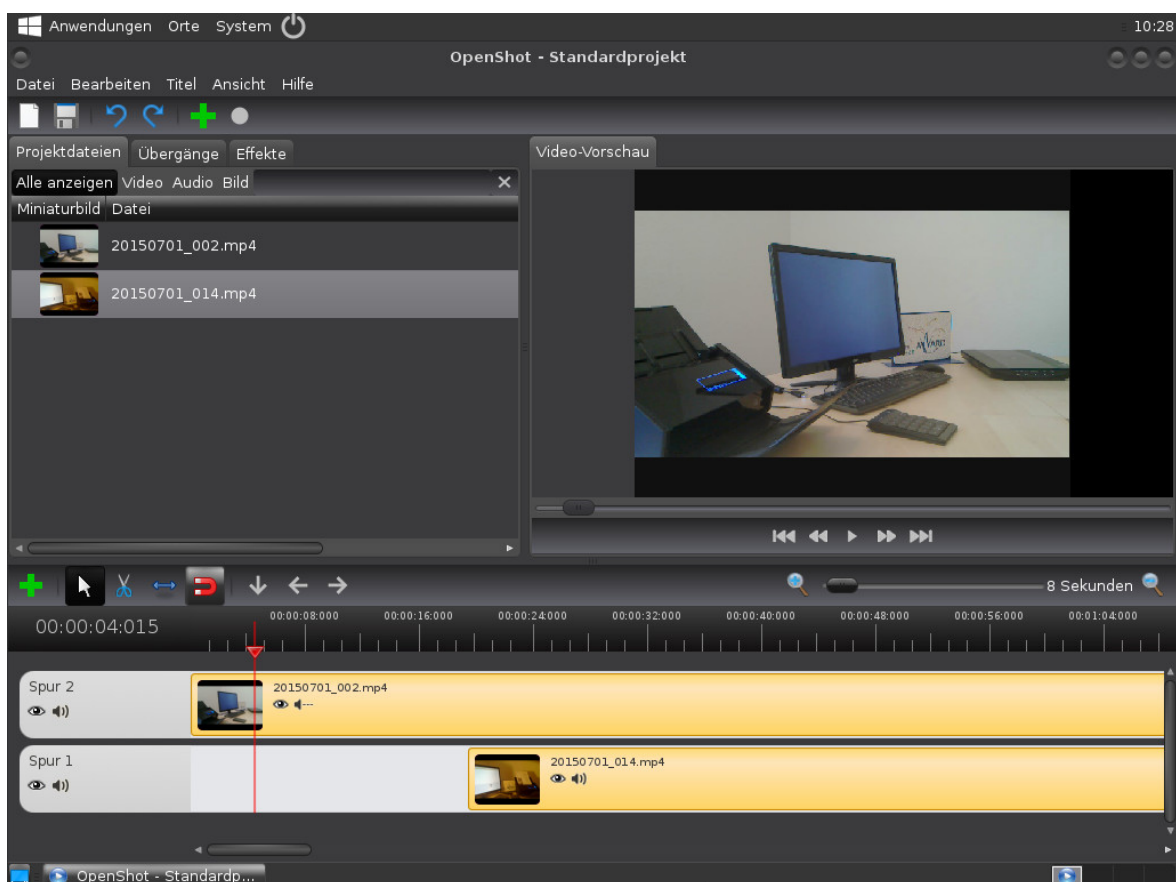 Anwendungen Orte System 10:28
OpenShot - Standardprojekt
Datei Bearbeiten Titel Ansicht Hilfe
Projektdateien Übergänge Effekte
Video-Vorschau
Alle anzeigen Video Audio Bild
Miniaturbild Datei
20150701_002.mp4
20150701_014.mp4
8 Sekunden
00:00:04:015
00:00:08:000 00:00:16:000 00:00:24:000 00:00:32:000 00:00:40:000 00:00:48:000 00:00:56:000 00:01:04:000
Spur 2
20150701_002.mp4
Spur 1
20150701_014.mp4
OpenShot - Standardp...